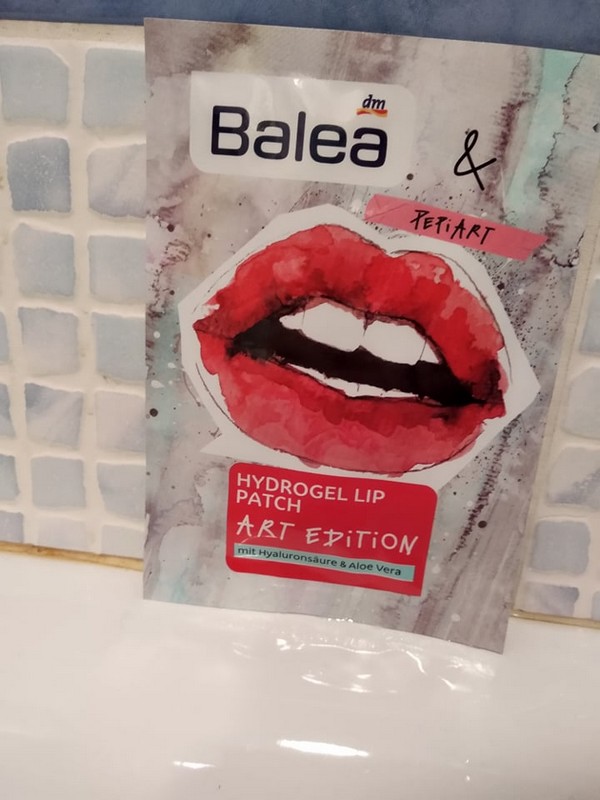 dm
Balea
&
PEPiART
HYDROGEL LIP
PATCH
ART EDiTiON
mit Hyaluronsäure & Aloe Vera